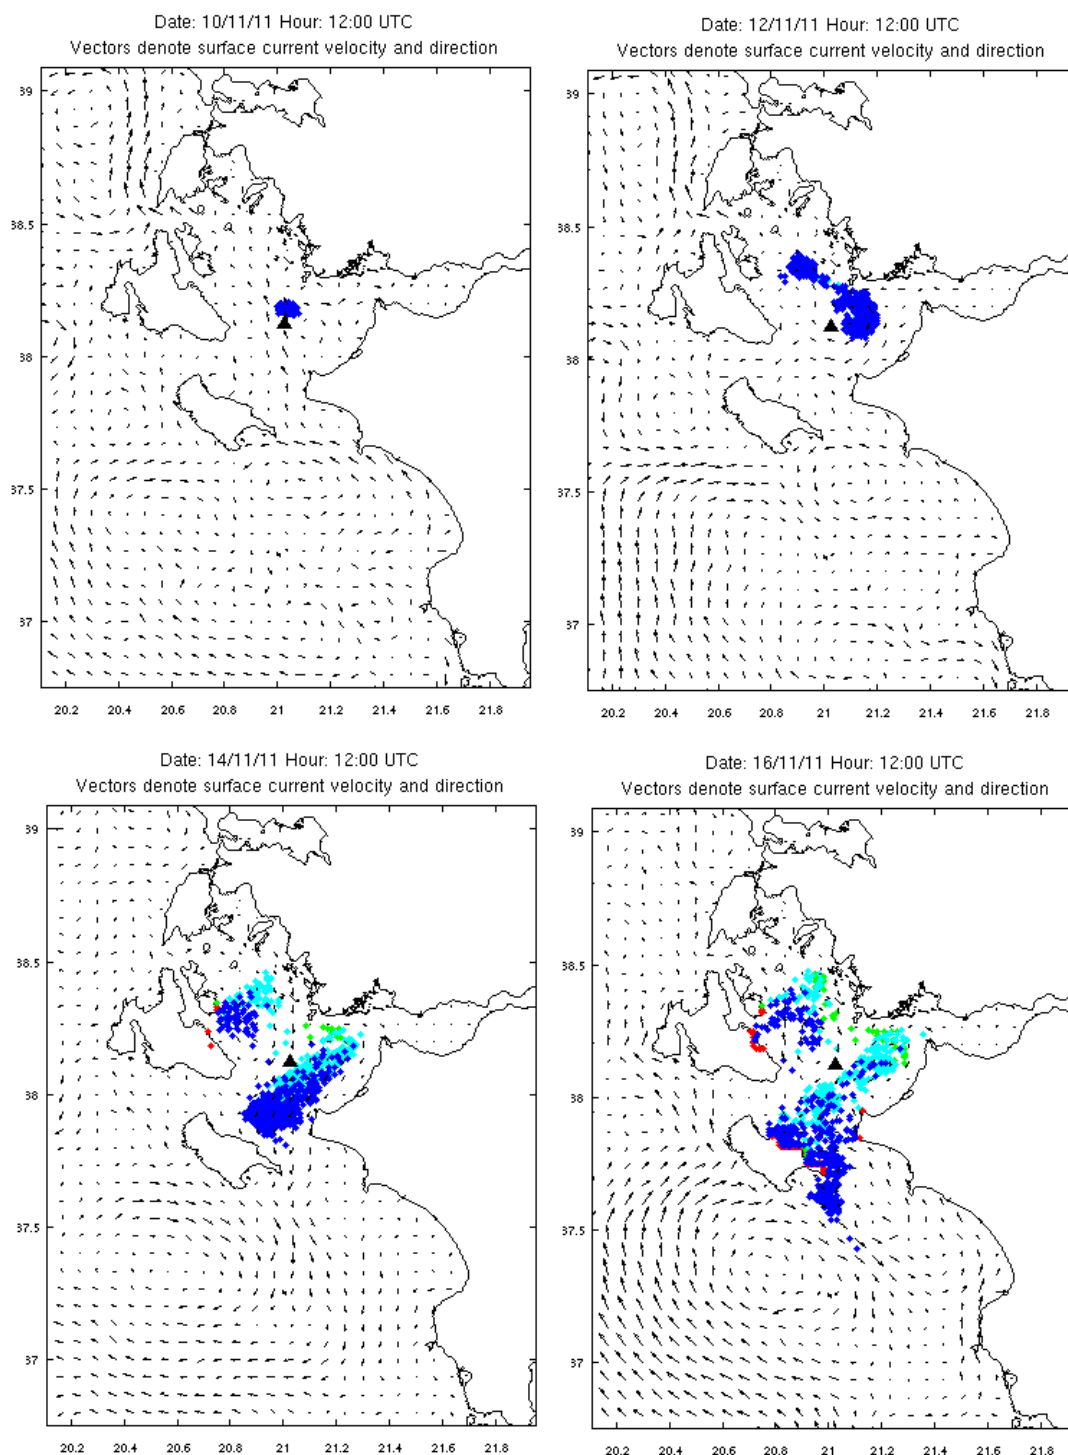 Date: 10/11/11 Hour: 12:00 UTC
Vectors denote surface current velocity and direction
39
38.5
38
37.5
37
20.2 20.4 20.6 20.8 21 21.2 21.4 21.6 21.8
Date: 12/11/11 Hour: 12:00 UTC
Vectors denote surface current velocity and direction
39
38.5
38
37.5
37
20.2 20.4 20.6 20.8 21 21.2 21.4 21.6 21.8
Date: 14/11/11 Hour: 12:00 UTC
Vectors denote surface current velocity and direction
39
38.5
38
37.5
37
20.2 20.4 20.6 20.8 21 21.2 21.4 21.6 21.8
Date: 16/11/11 Hour: 12:00 UTC
Vectors denote surface current velocity and direction
39
38.5
38
37.5
37
20.2 20.4 20.6 20.8 21 21.2 21.4 21.6 21.8